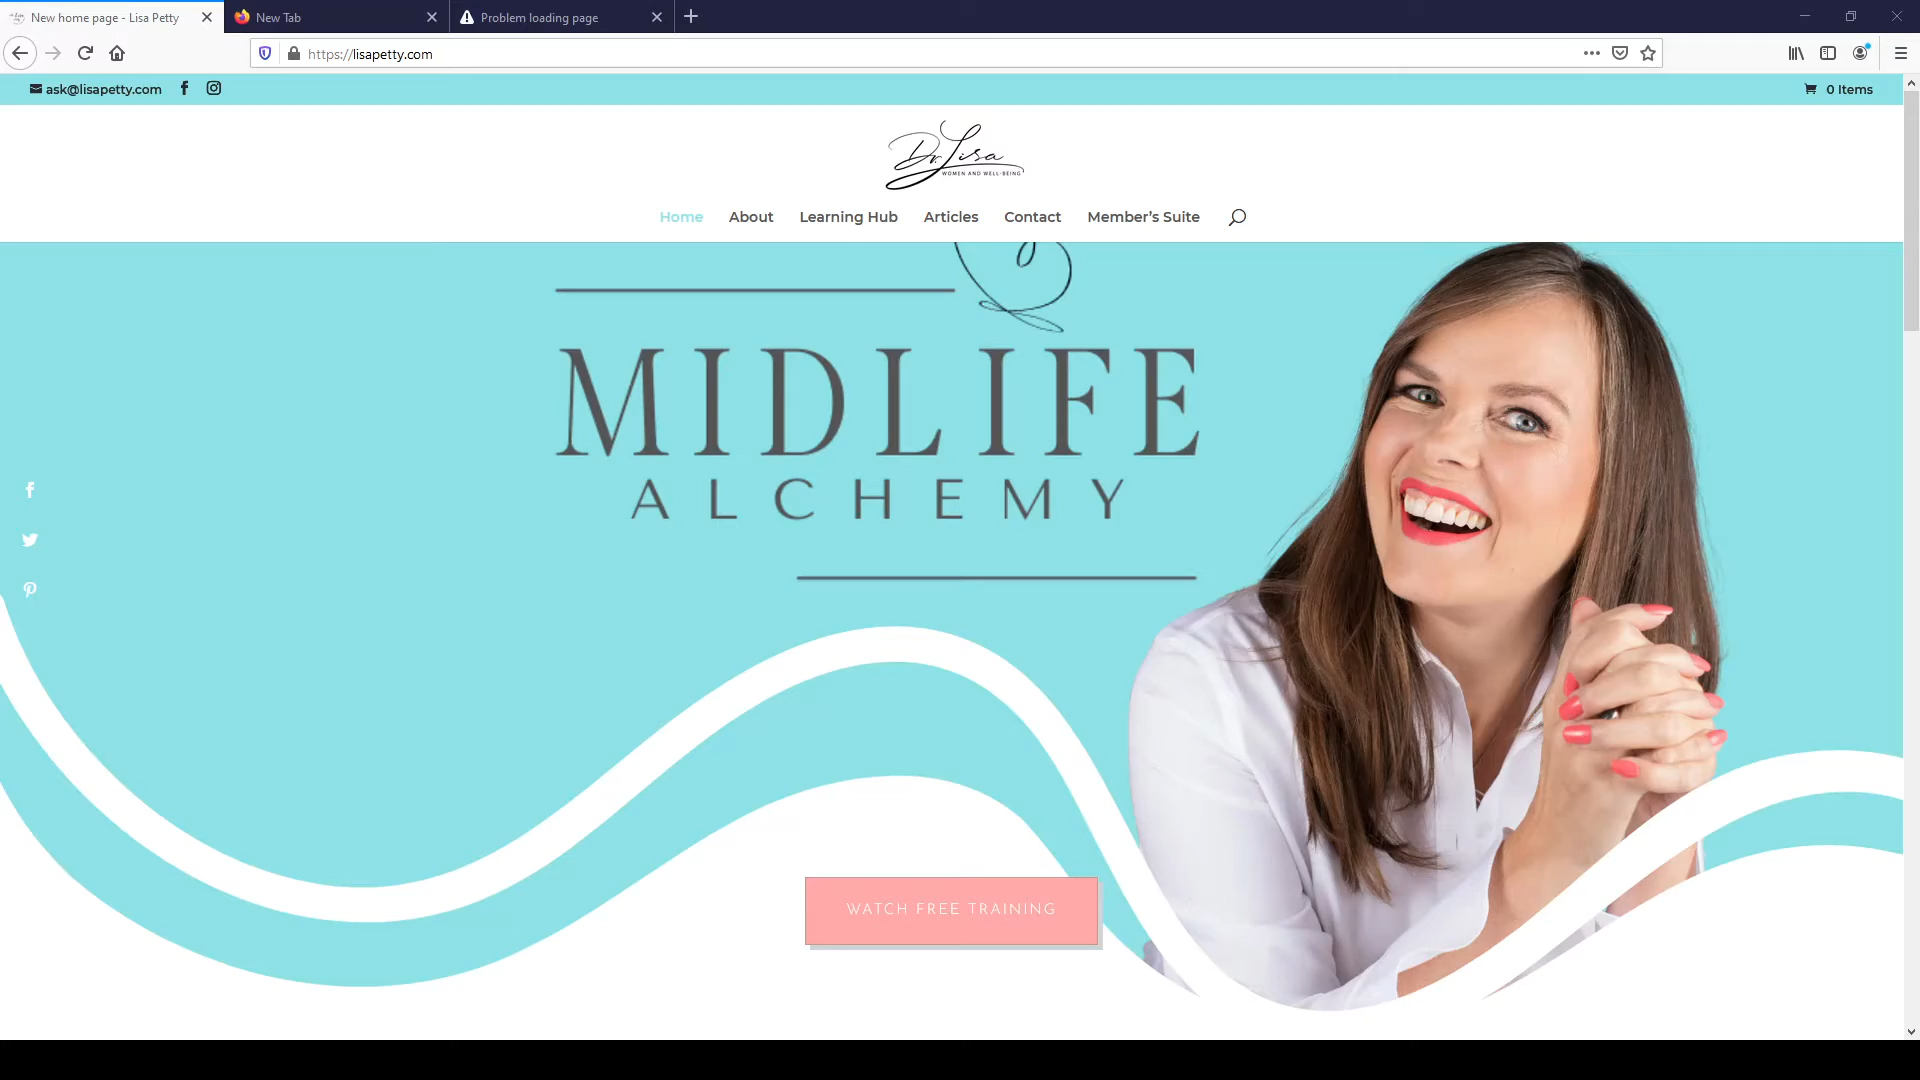 New home page - Lisa Petty
New Tab
Problem loading page
https://lisapetty.com
ask@lisapetty.com
0 Items
Dr. Lisa
WOMEN AND WELL-BEING
Home About Learning Hub Articles Contact Member’s Suite
MIDLIFE
ALCHEMY
WATCH FREE TRAINING